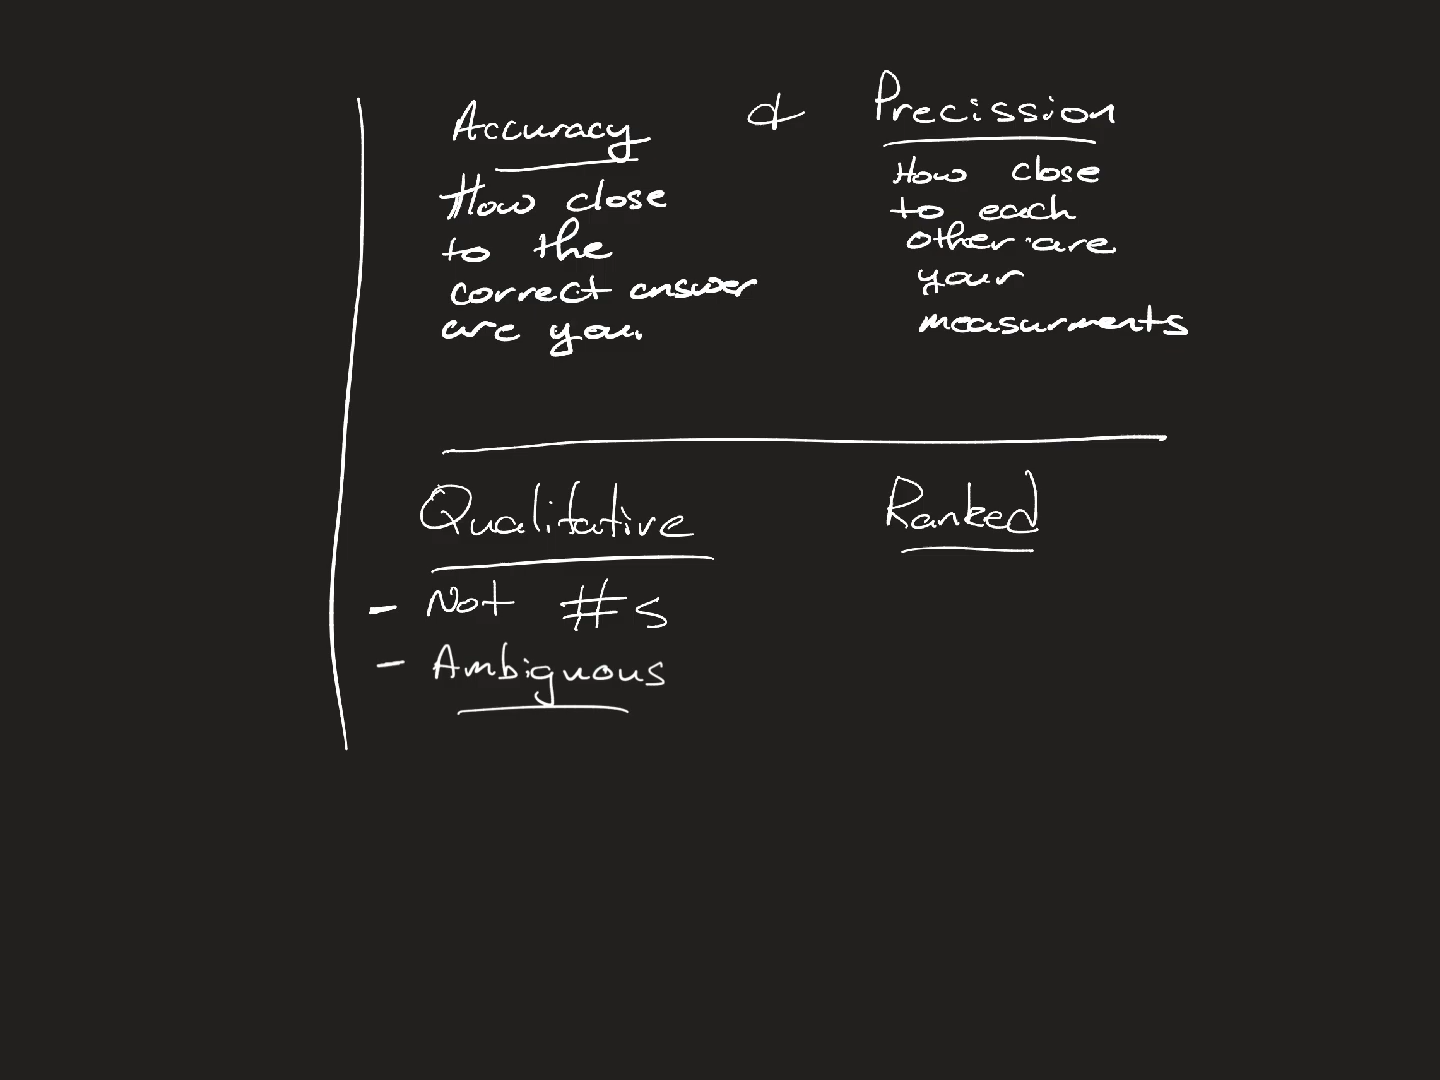 Accuracy & Precission
How close
to the
correct answer
are you.
How close
to each
other are
your
measurments
Qualitative
- Not #s
- Ambiguous
Ranked